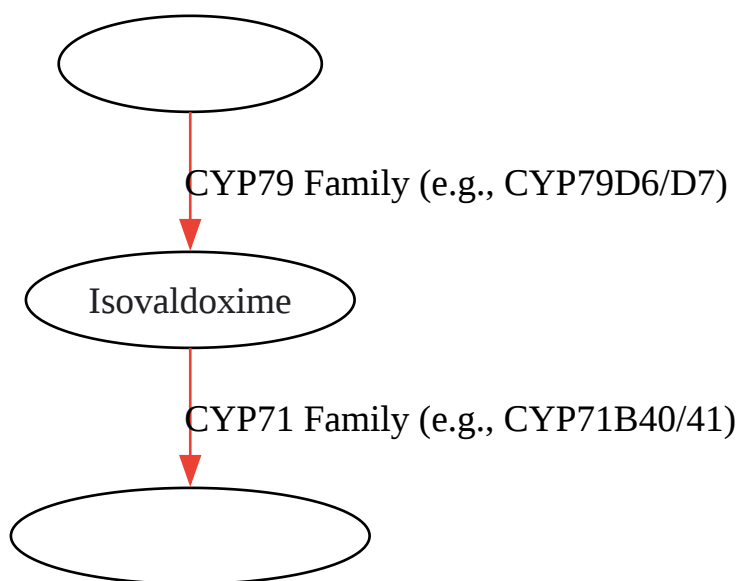 CYP79 Family (e.g., CYP79D6/D7)
Isovaldoxime
CYP71 Family (e.g., CYP71B40/41)